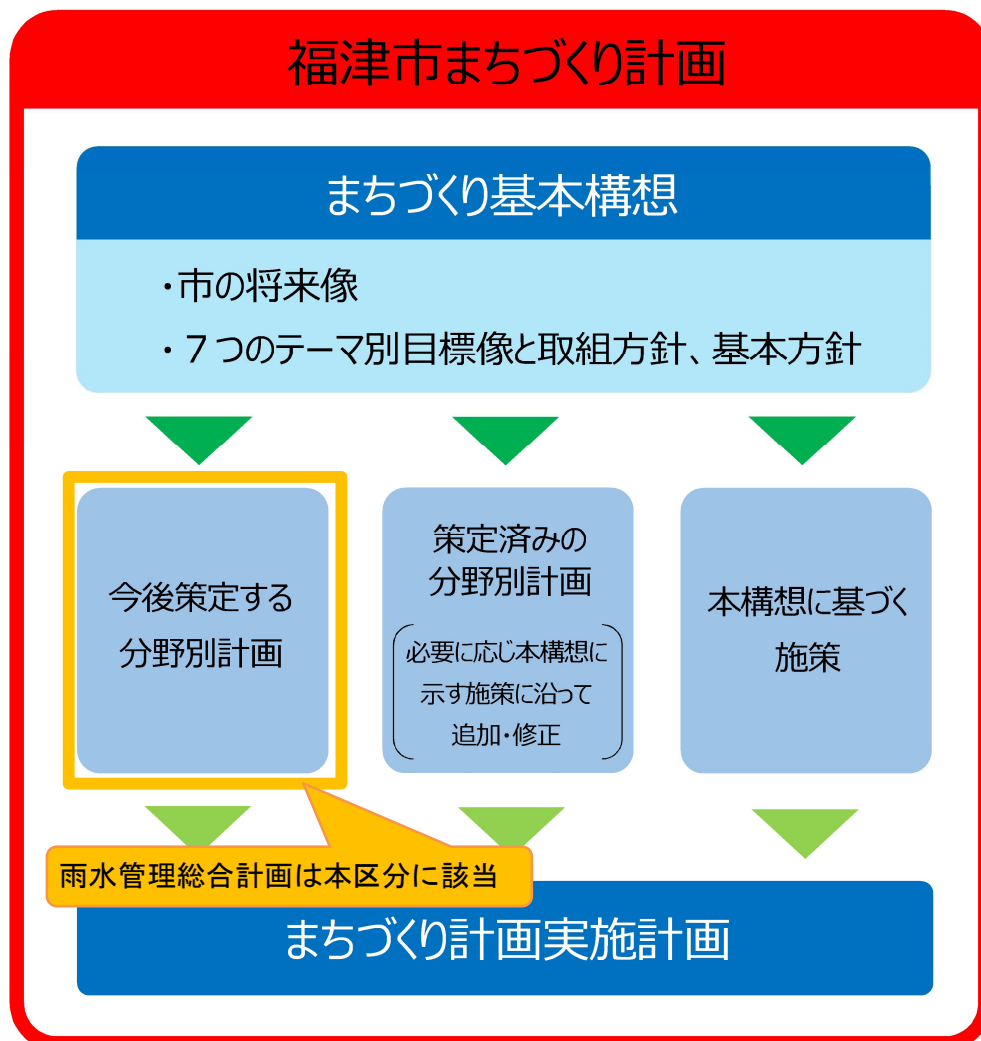 福津市まちづくり計画
まちづくり基本構想
・市の将来像
・７つのテーマ別目標像と取組方針、基本方針
今後策定する
分野別計画
策定済みの
分野別計画
必要に応じ本構想に
示す施策に沿って
追加・修正
本構想に基づく
施策
雨水管理総合計画は本区分に該当
まちづくり計画実施計画